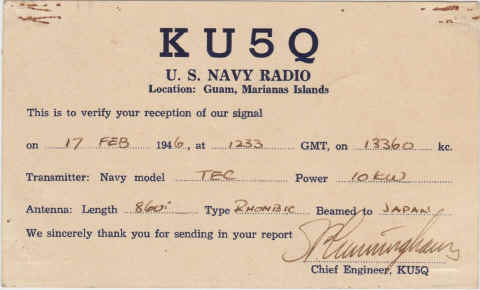 KU5Q
U. S. NAVY RADIO
Location: Guam, Marianas Islands
This is to verify your reception of our signal
on 17 FEB 1946, at 1233 GMT, on 13360 kc.
Transmitter: Navy model TEC Power 10 KW
Antenna: Length 860' Type RHOMBIC Beamed to JAPAN
We sincerely thank you for sending in your report
Cunningham
Chief Engineer, KU5Q